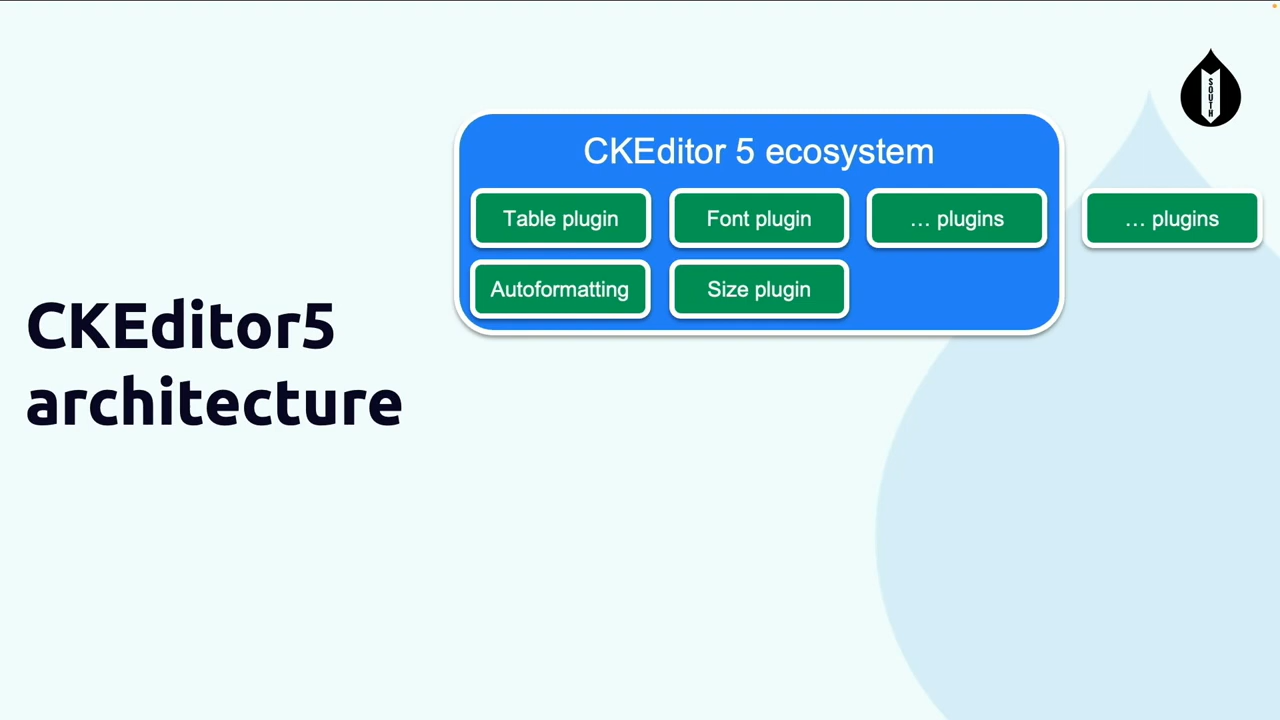 SOUTH
CKEditor 5 ecosystem
Table plugin
Font plugin
... plugins
... plugins
Autoformatting
Size plugin
CKEditor5
architecture